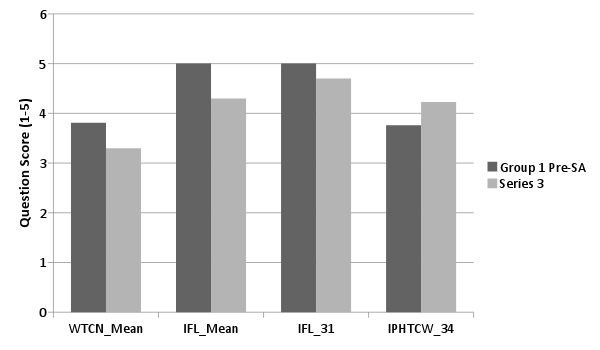 6
5
4
3
2
1
0
Question Score (1-5)
WTCN_Mean
IFL_Mean
IFL_31
IPHTCW_34
Group 1 Pre-SA
Series 3